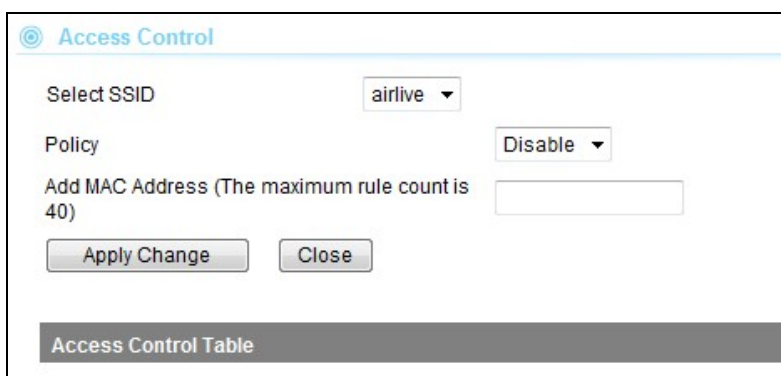 Access Control
Select SSID airlive
Policy Disable
Add MAC Address (The maximum rule count is
40)
Apply Change Close
Access Control Table